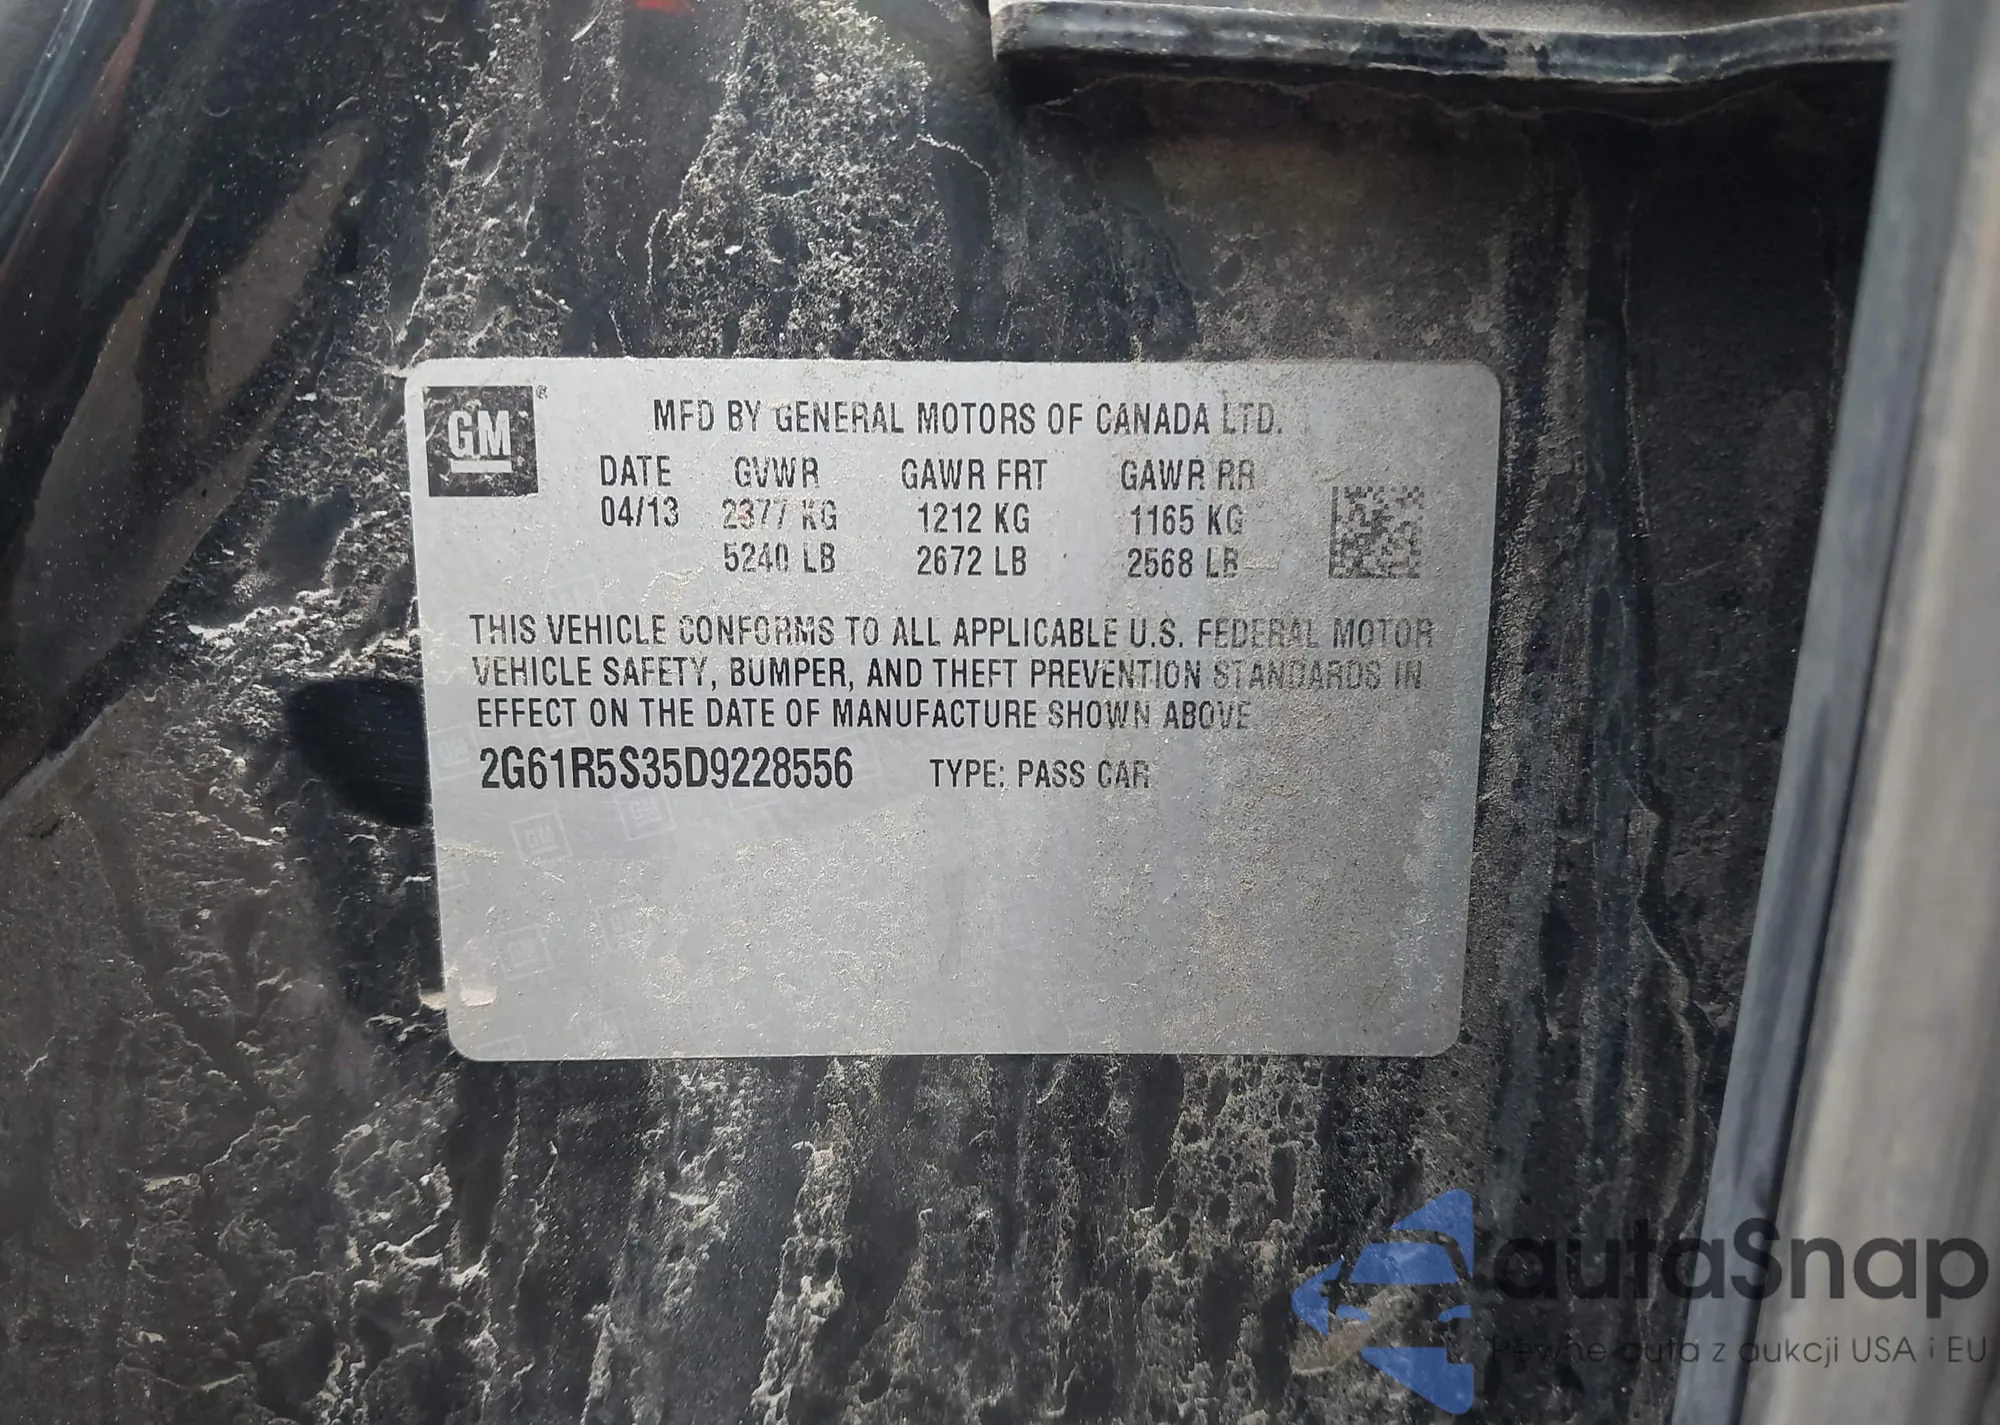 GM®
MFD BY GENERAL MOTORS OF CANADA LTD.
DATE GVWR GAWR FRT GAWR RR
04/13 2377 KG 1212 KG 1165 KG
5240 LB 2672 LB 2568 LB
THIS VEHICLE CONFORMS TO ALL APPLICABLE U.S. FEDERAL MOTOR
VEHICLE SAFETY, BUMPER, AND THEFT PREVENTION STANDARDS IN
EFFECT ON THE DATE OF MANUFACTURE SHOWN ABOVE
2G61R5S35D9228556 TYPE: PASS CAR
autaSnap
Pewne auta z aukcji USA i EU